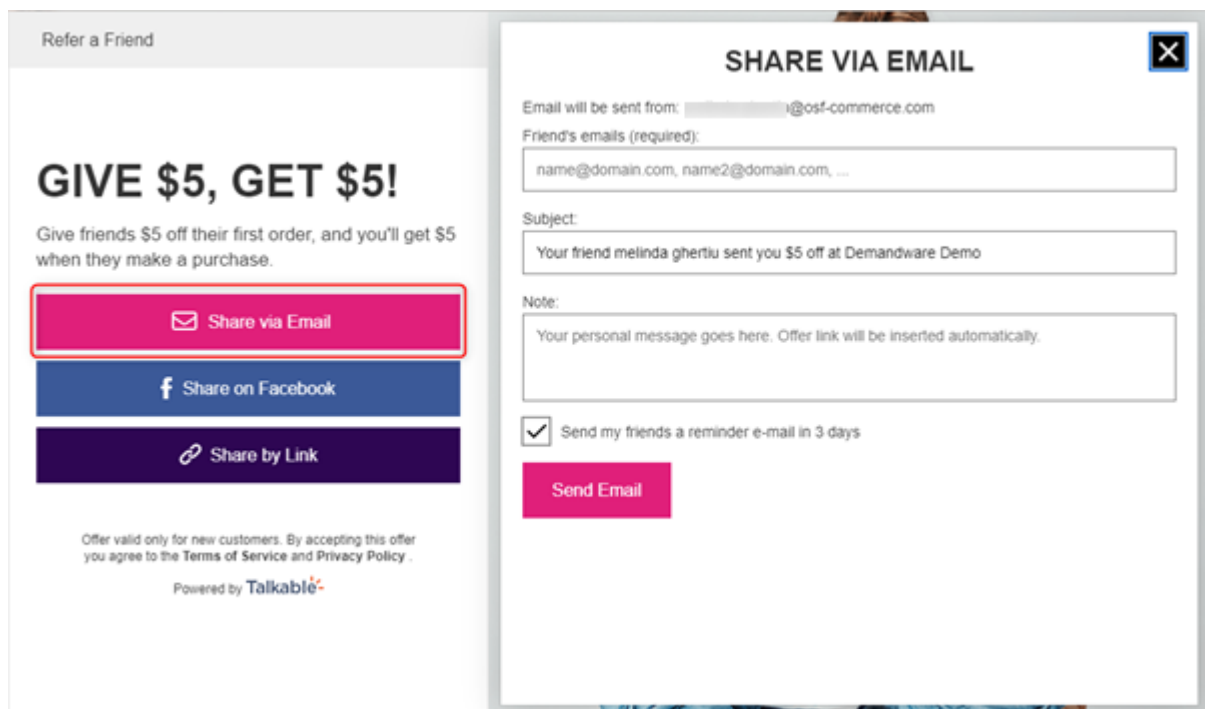 Refer a Friend
GIVE $5, GET $5!
Give friends $5 off their first order, and you'll get $5
when they make a purchase.
Share via Email
Share on Facebook
Share by Link
Offer valid only for new customers. By accepting this offer
you agree to the Terms of Service and Privacy Policy .
Powered by Talkable
SHARE VIA EMAIL
Email will be sent from: @osf-commerce.com
Friend's emails (required):
name@domain.com, name2@domain.com, ...
Subject:
Your friend melinda ghertiu sent you $5 off at Demandware Demo
Note:
Your personal message goes here. Offer link will be inserted automatically.
Send my friends a reminder e-mail in 3 days
Send Email